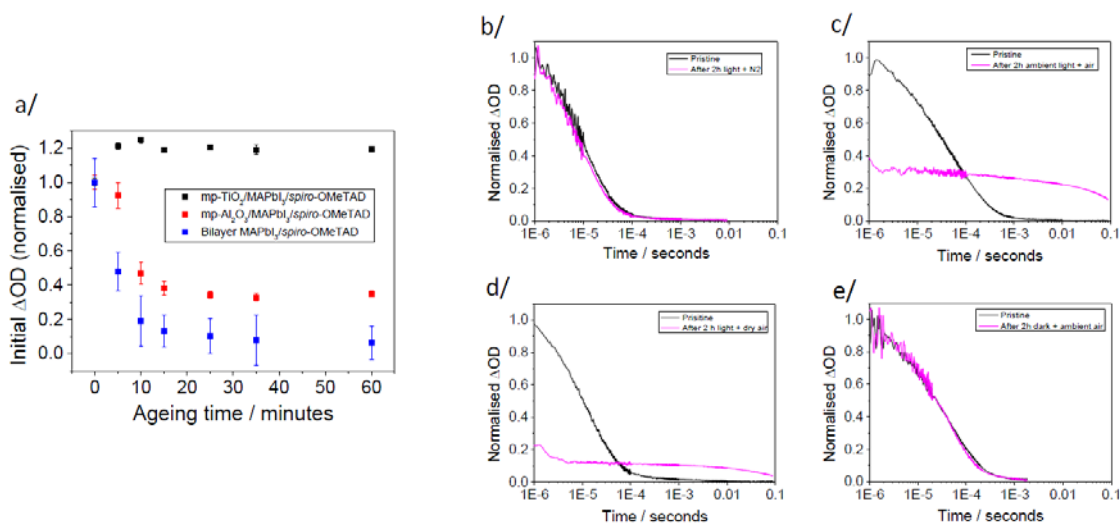 a/
Initial ΔOD (normalised)
1.2
1.0
0.8
0.6
0.4
0.2
0.0
mp-TiO2/MAPbI3/spiro-OMeTAD
mp-Al2O3/MAPbI3/spiro-OMeTAD
Bilayer MAPbI3/spiro-OMeTAD
0 10 20 30 40 50 60
Ageing time / minutes
b/
Normalised ΔOD
1.0
0.8
0.6
0.4
0.2
0.0
Pristine
After 2h light + N2
1E-6 1E-5 1E-4 1E-3 0.01 0.1
Time / seconds
c/
Normalised ΔOD
1.0
0.8
0.6
0.4
0.2
0.0
Pristine
After 2h ambient light + air
1E-6 1E-5 1E-4 1E-3 0.01 0.1
Time / seconds
d/
Normalised ΔOD
1.0
0.8
0.6
0.4
0.2
0.0
Prisitine
After 2 h light + dry air
1E-6 1E-5 1E-4 1E-3 0.01 0.1
Time / seconds
e/
Normalised ΔOD
1.0
0.8
0.6
0.4
0.2
0.0
Pristine
After 2h dark + ambient air
1E-6 1E-5 1E-4 1E-3 0.01 0.1
Time / seconds